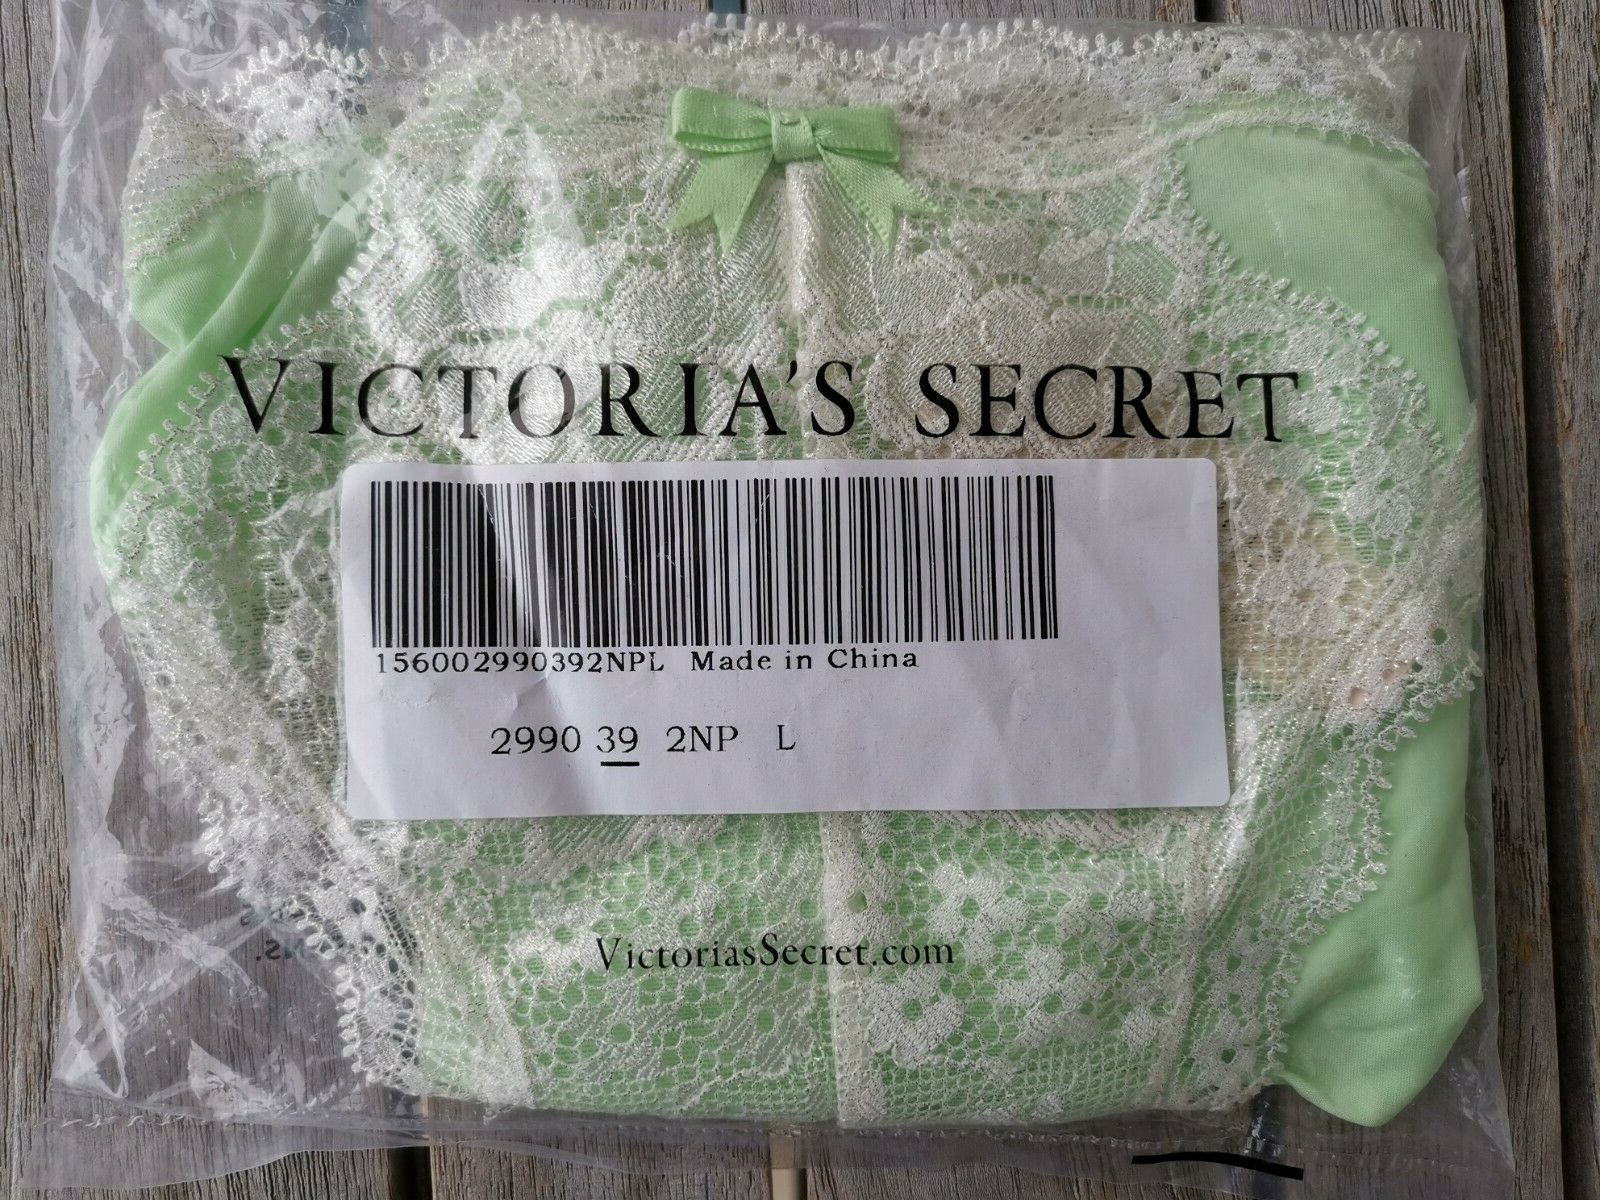 VICTORIA'S SECRET
156002990392NPL Made in China
2990 39 2NP L
VictoriasSecret.com